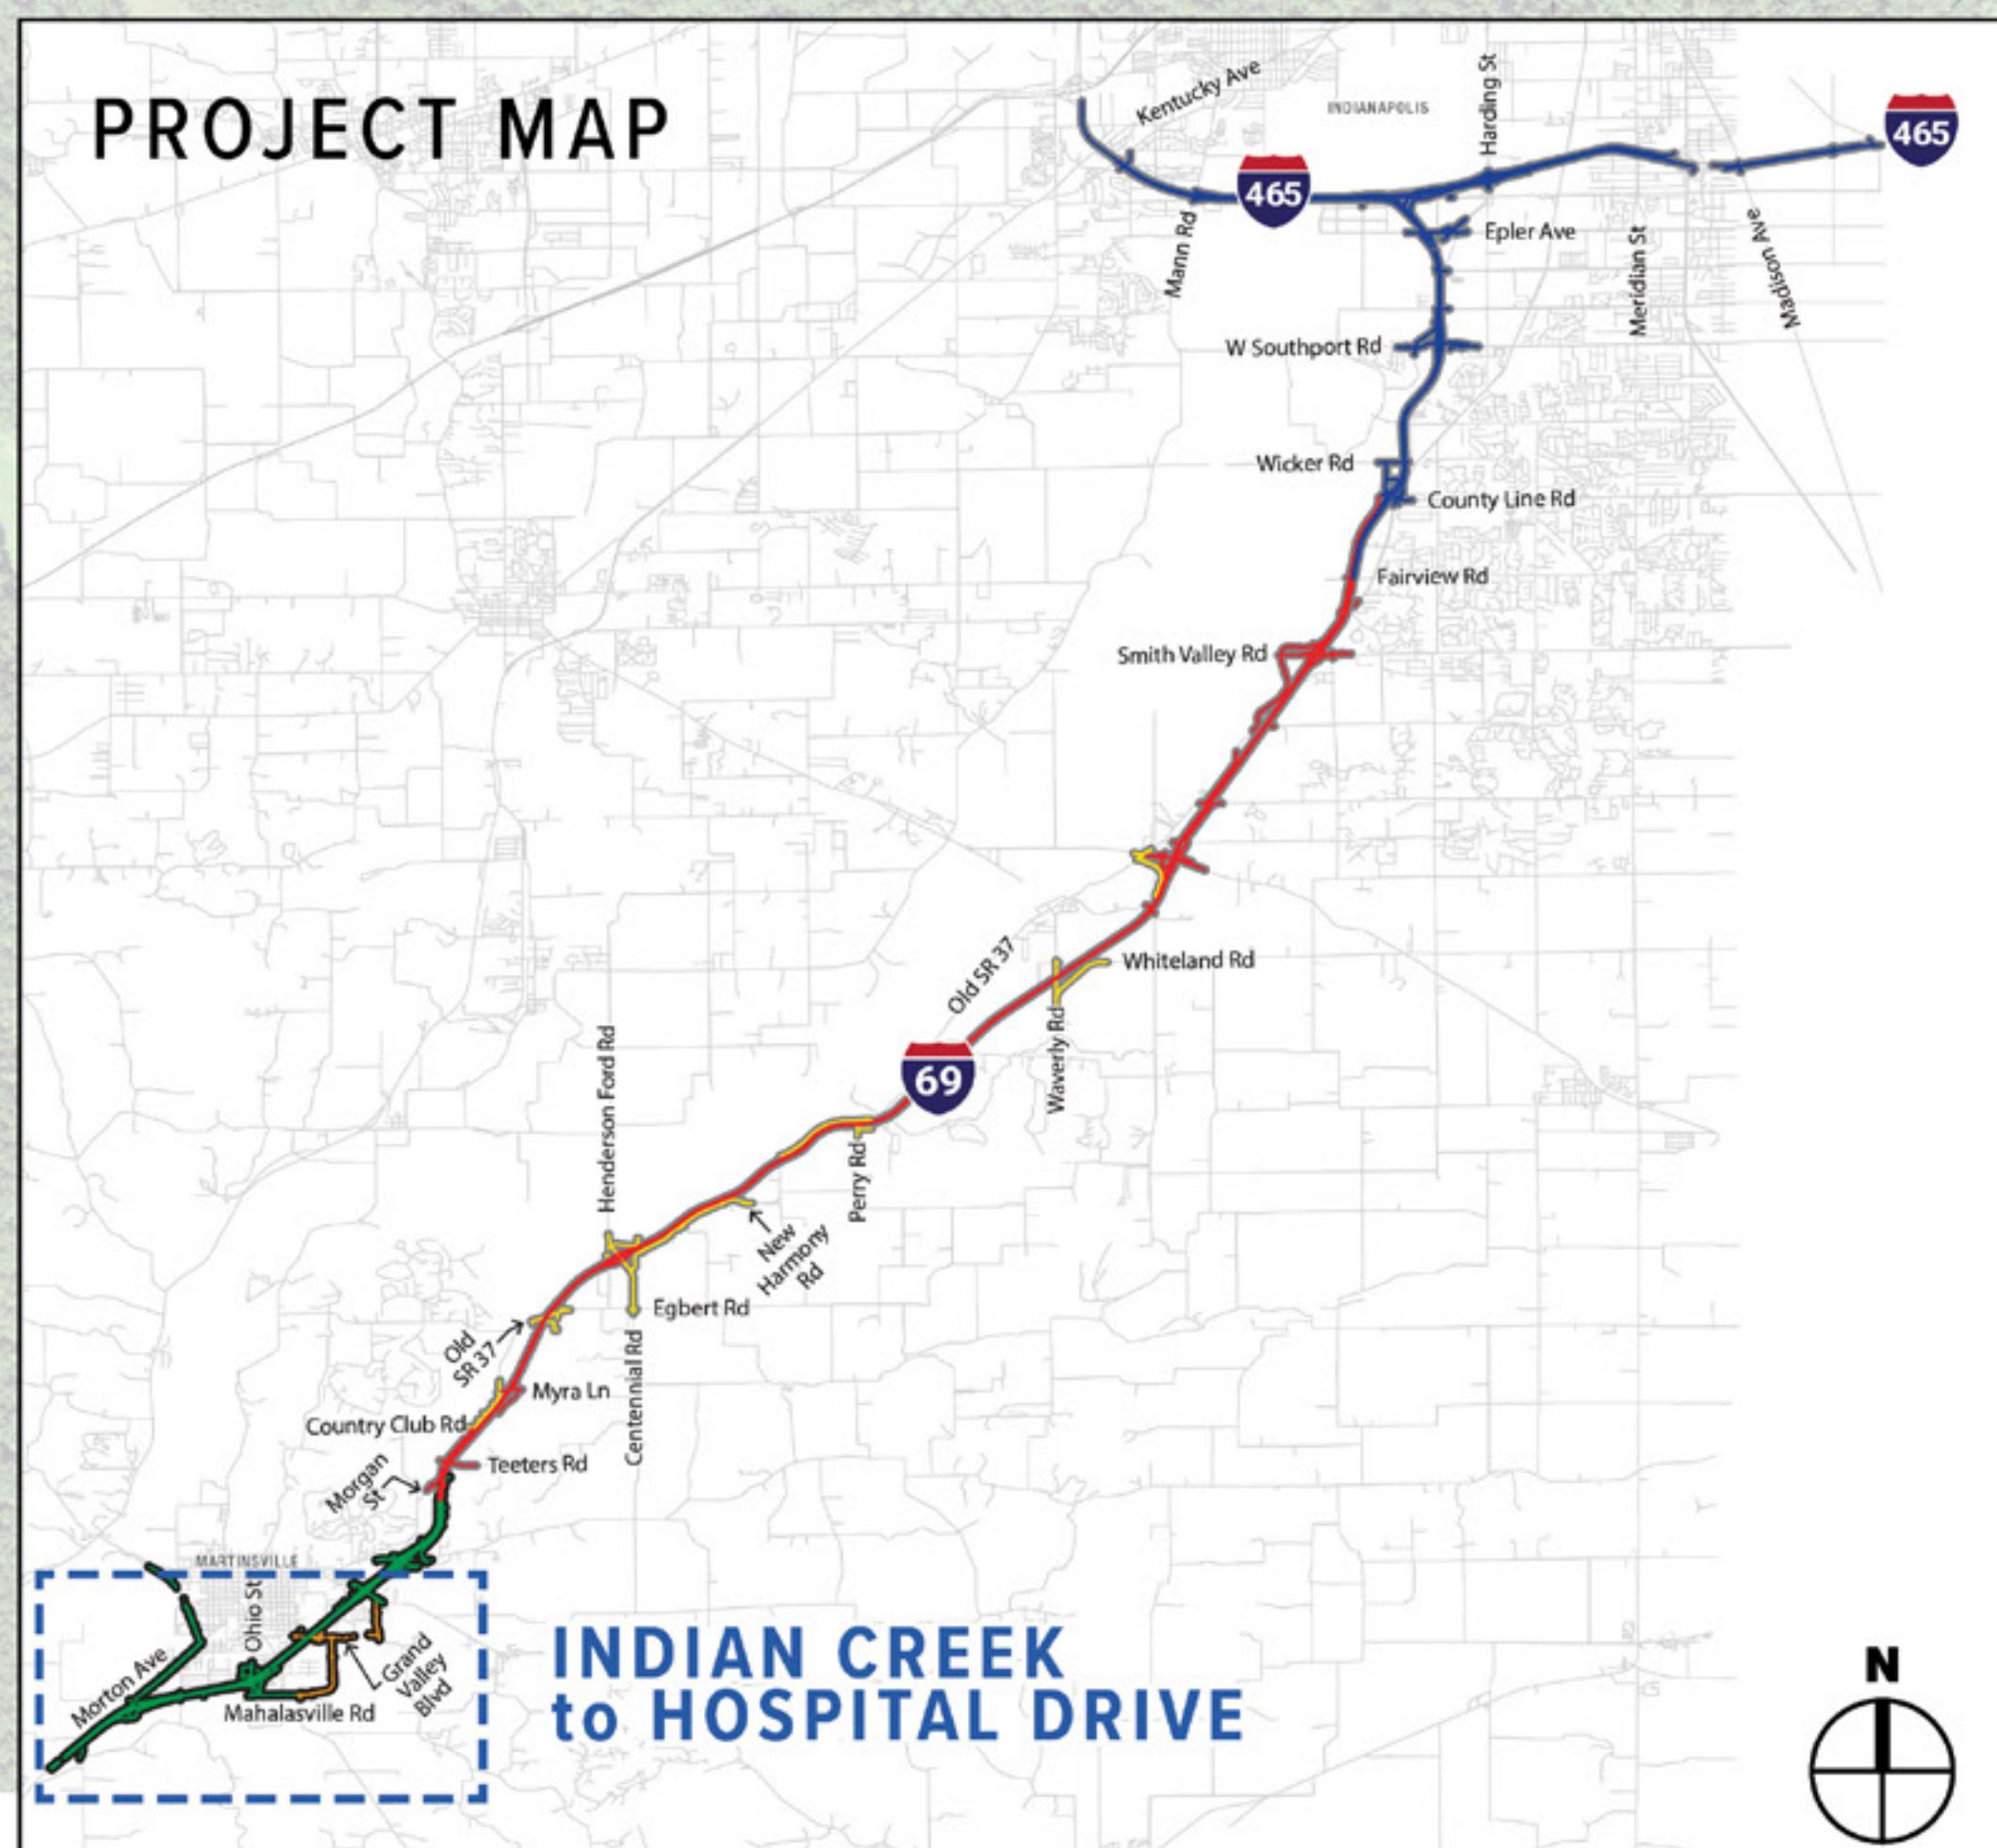 PROJECT MAP
Kentucky Ave
INDIANAPOLIS
Harding St
465
465
Mann Rd
Epler Ave
Meridian St
Madison Ave
W Southport Rd
Wicker Rd
County Line Rd
Fairview Rd
Smith Valley Rd
Old SR 37
Whiteland Rd
Waverly Rd
69
Henderson Ford Rd
Perry Rd
New
Harmony
Rd
Egbert Rd
Centennial Rd
Old
SR 37
Myra Ln
Country Club Rd
Teeters Rd
Morgan
St
MARTINSVILLE
Ohio St
Morton Ave
Grand
Valley
Blvd
Mahalasville Rd
INDIAN CREEK
to HOSPITAL DRIVE
N